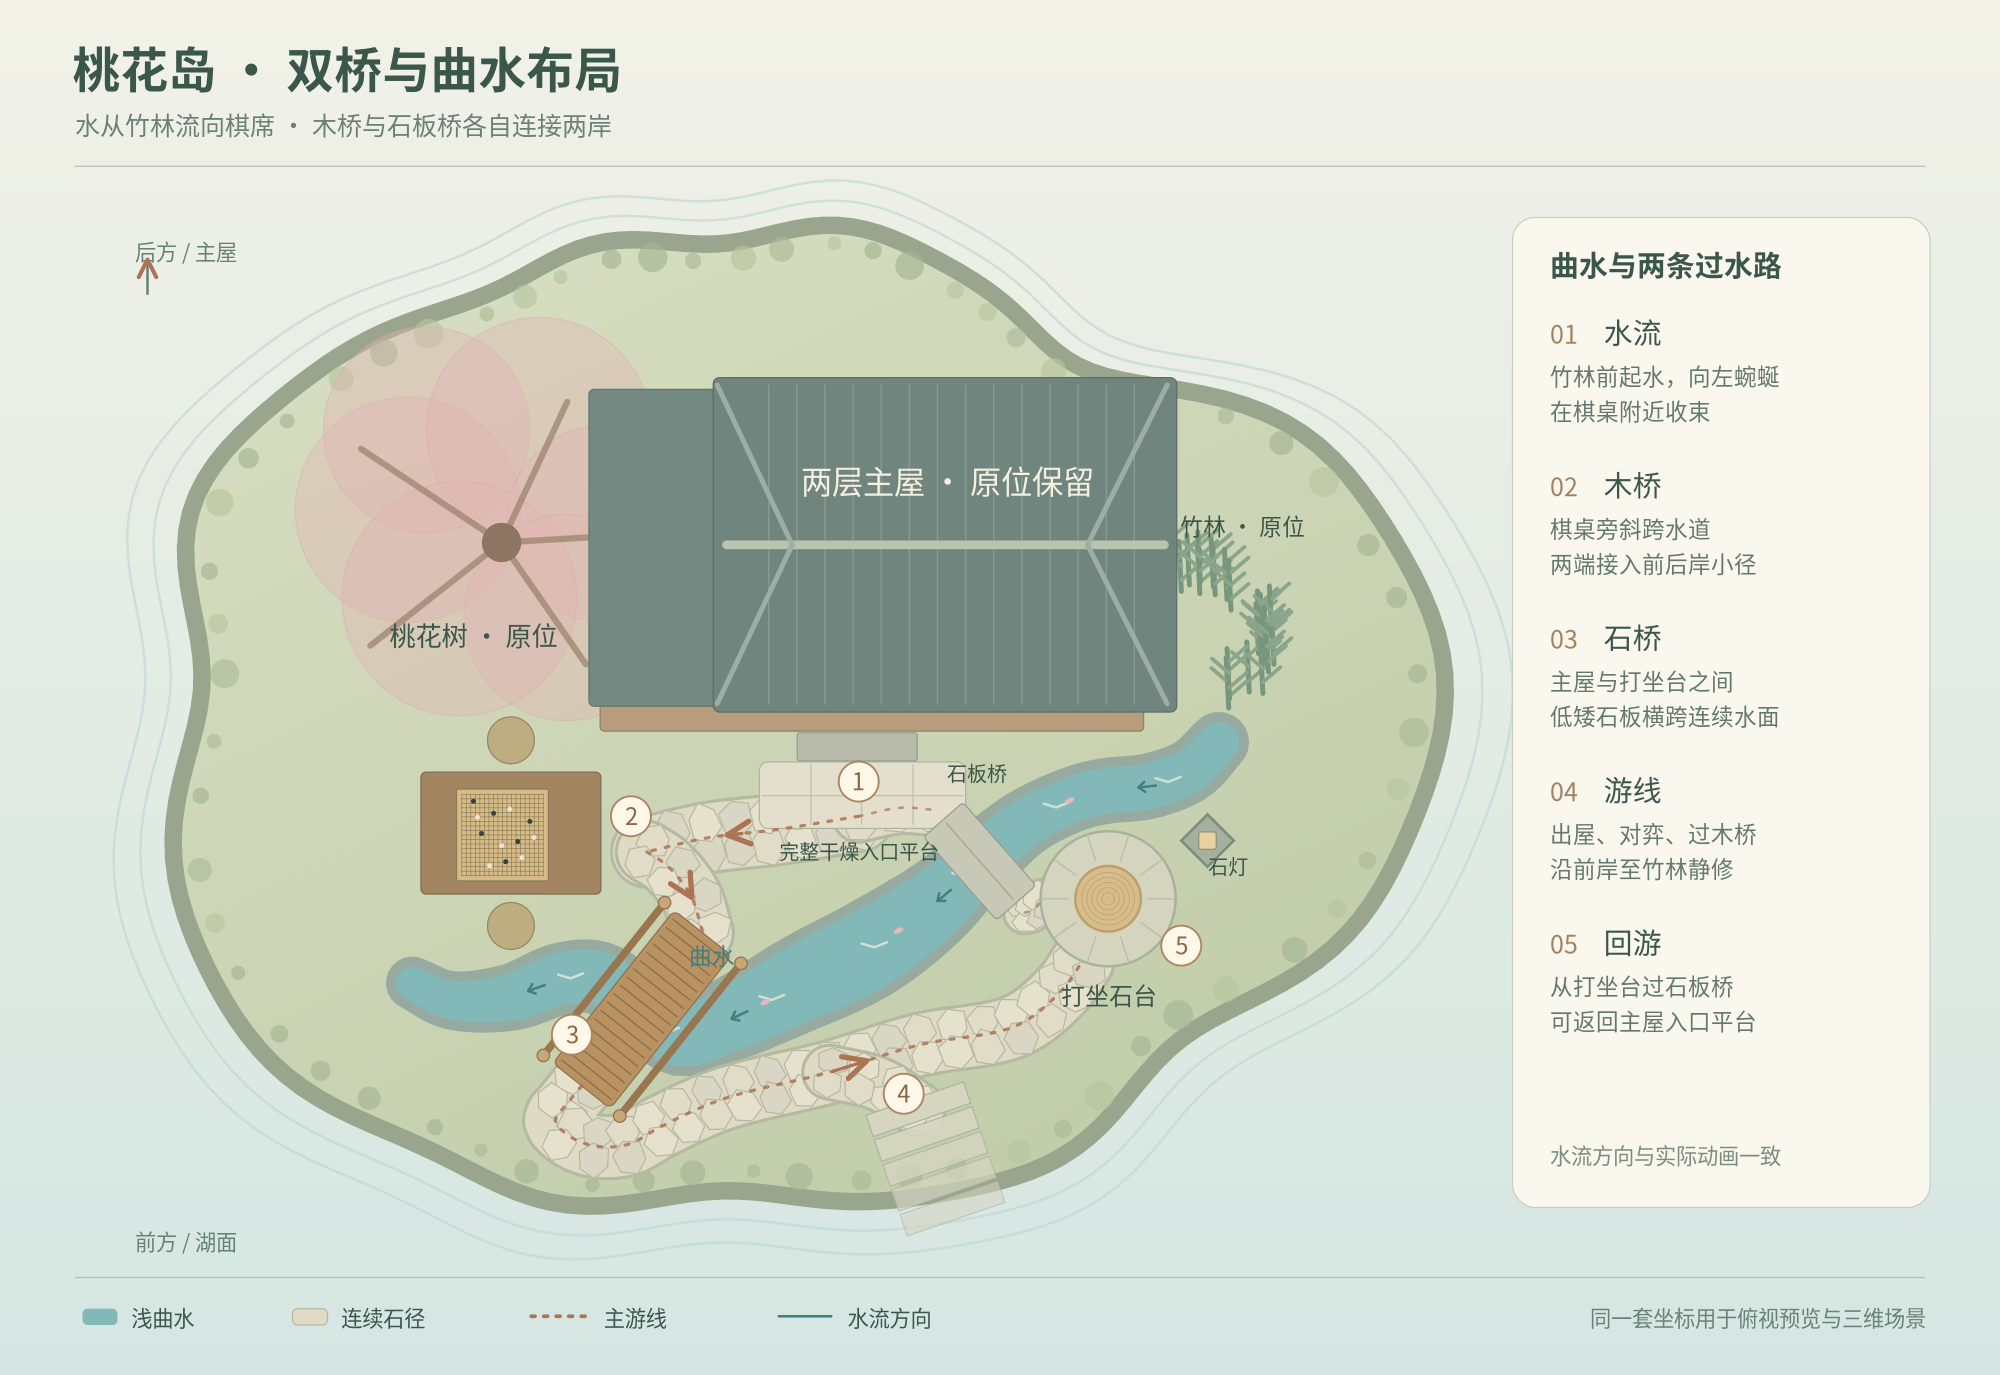 桃花岛 · 双桥与曲水布局
水从竹林流向棋席 · 木桥与石板桥各自连接两岸
后方 / 主屋
两层主屋 · 原位保留
竹林 · 原位
桃花树 · 原位
石板桥
1
2
完整干燥入口平台
石灯
曲水
5
打坐石台
3
4
前方 / 湖面
曲水与两条过水路
01 水流
竹林前起水，向左蜿蜒
在棋桌附近收束
02 木桥
棋桌旁斜跨水道
两端接入前后岸小径
03 石桥
主屋与打坐台之间
低矮石板横跨连续水面
04 游线
出屋、对弈、过木桥
沿前岸至竹林静修
05 回游
从打坐台过石板桥
可返回主屋入口平台
水流方向与实际动画一致
浅曲水 连续石径 主游线 水流方向
同一套坐标用于俯视预览与三维场景